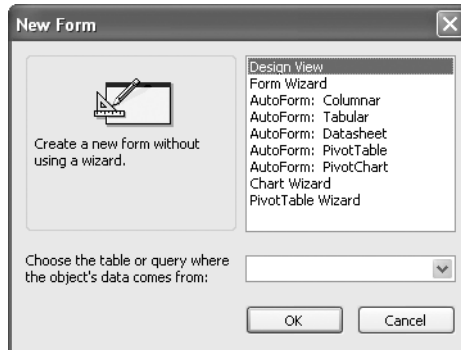 New Form
Create a new form without
using a wizard.
Design View
Form Wizard
AutoForm: Columnar
AutoForm: Tabular
AutoForm: Datasheet
AutoForm: PivotTable
AutoForm: PivotChart
Chart Wizard
PivotTable Wizard
Choose the table or query where
the object's data comes from:
OK
Cancel